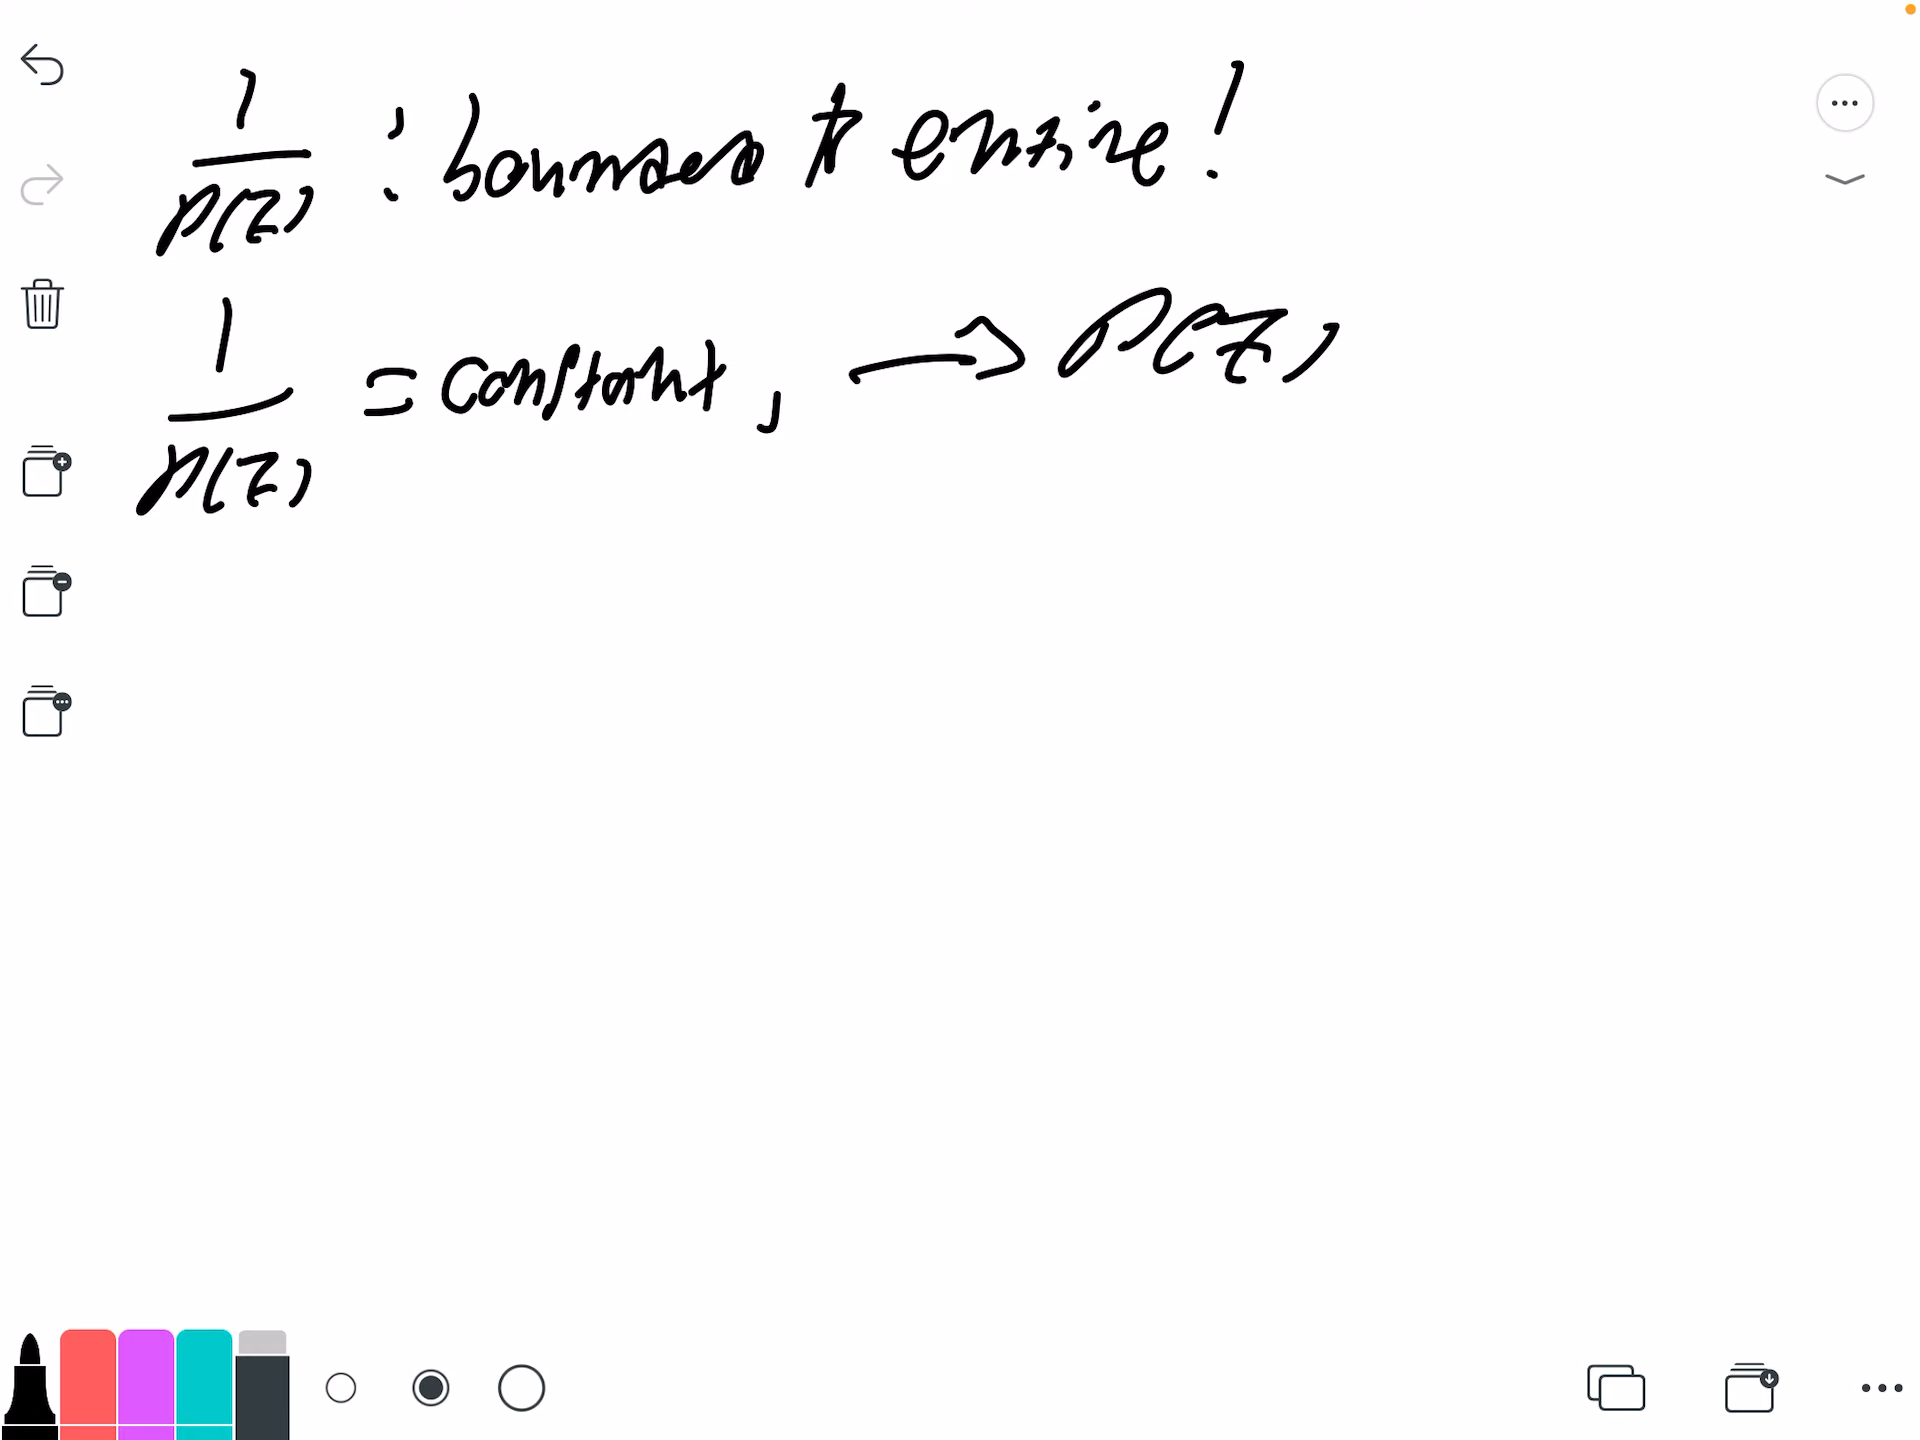 1/p(z) : bounded & entire!
1/p(z) = constant, → P(z)